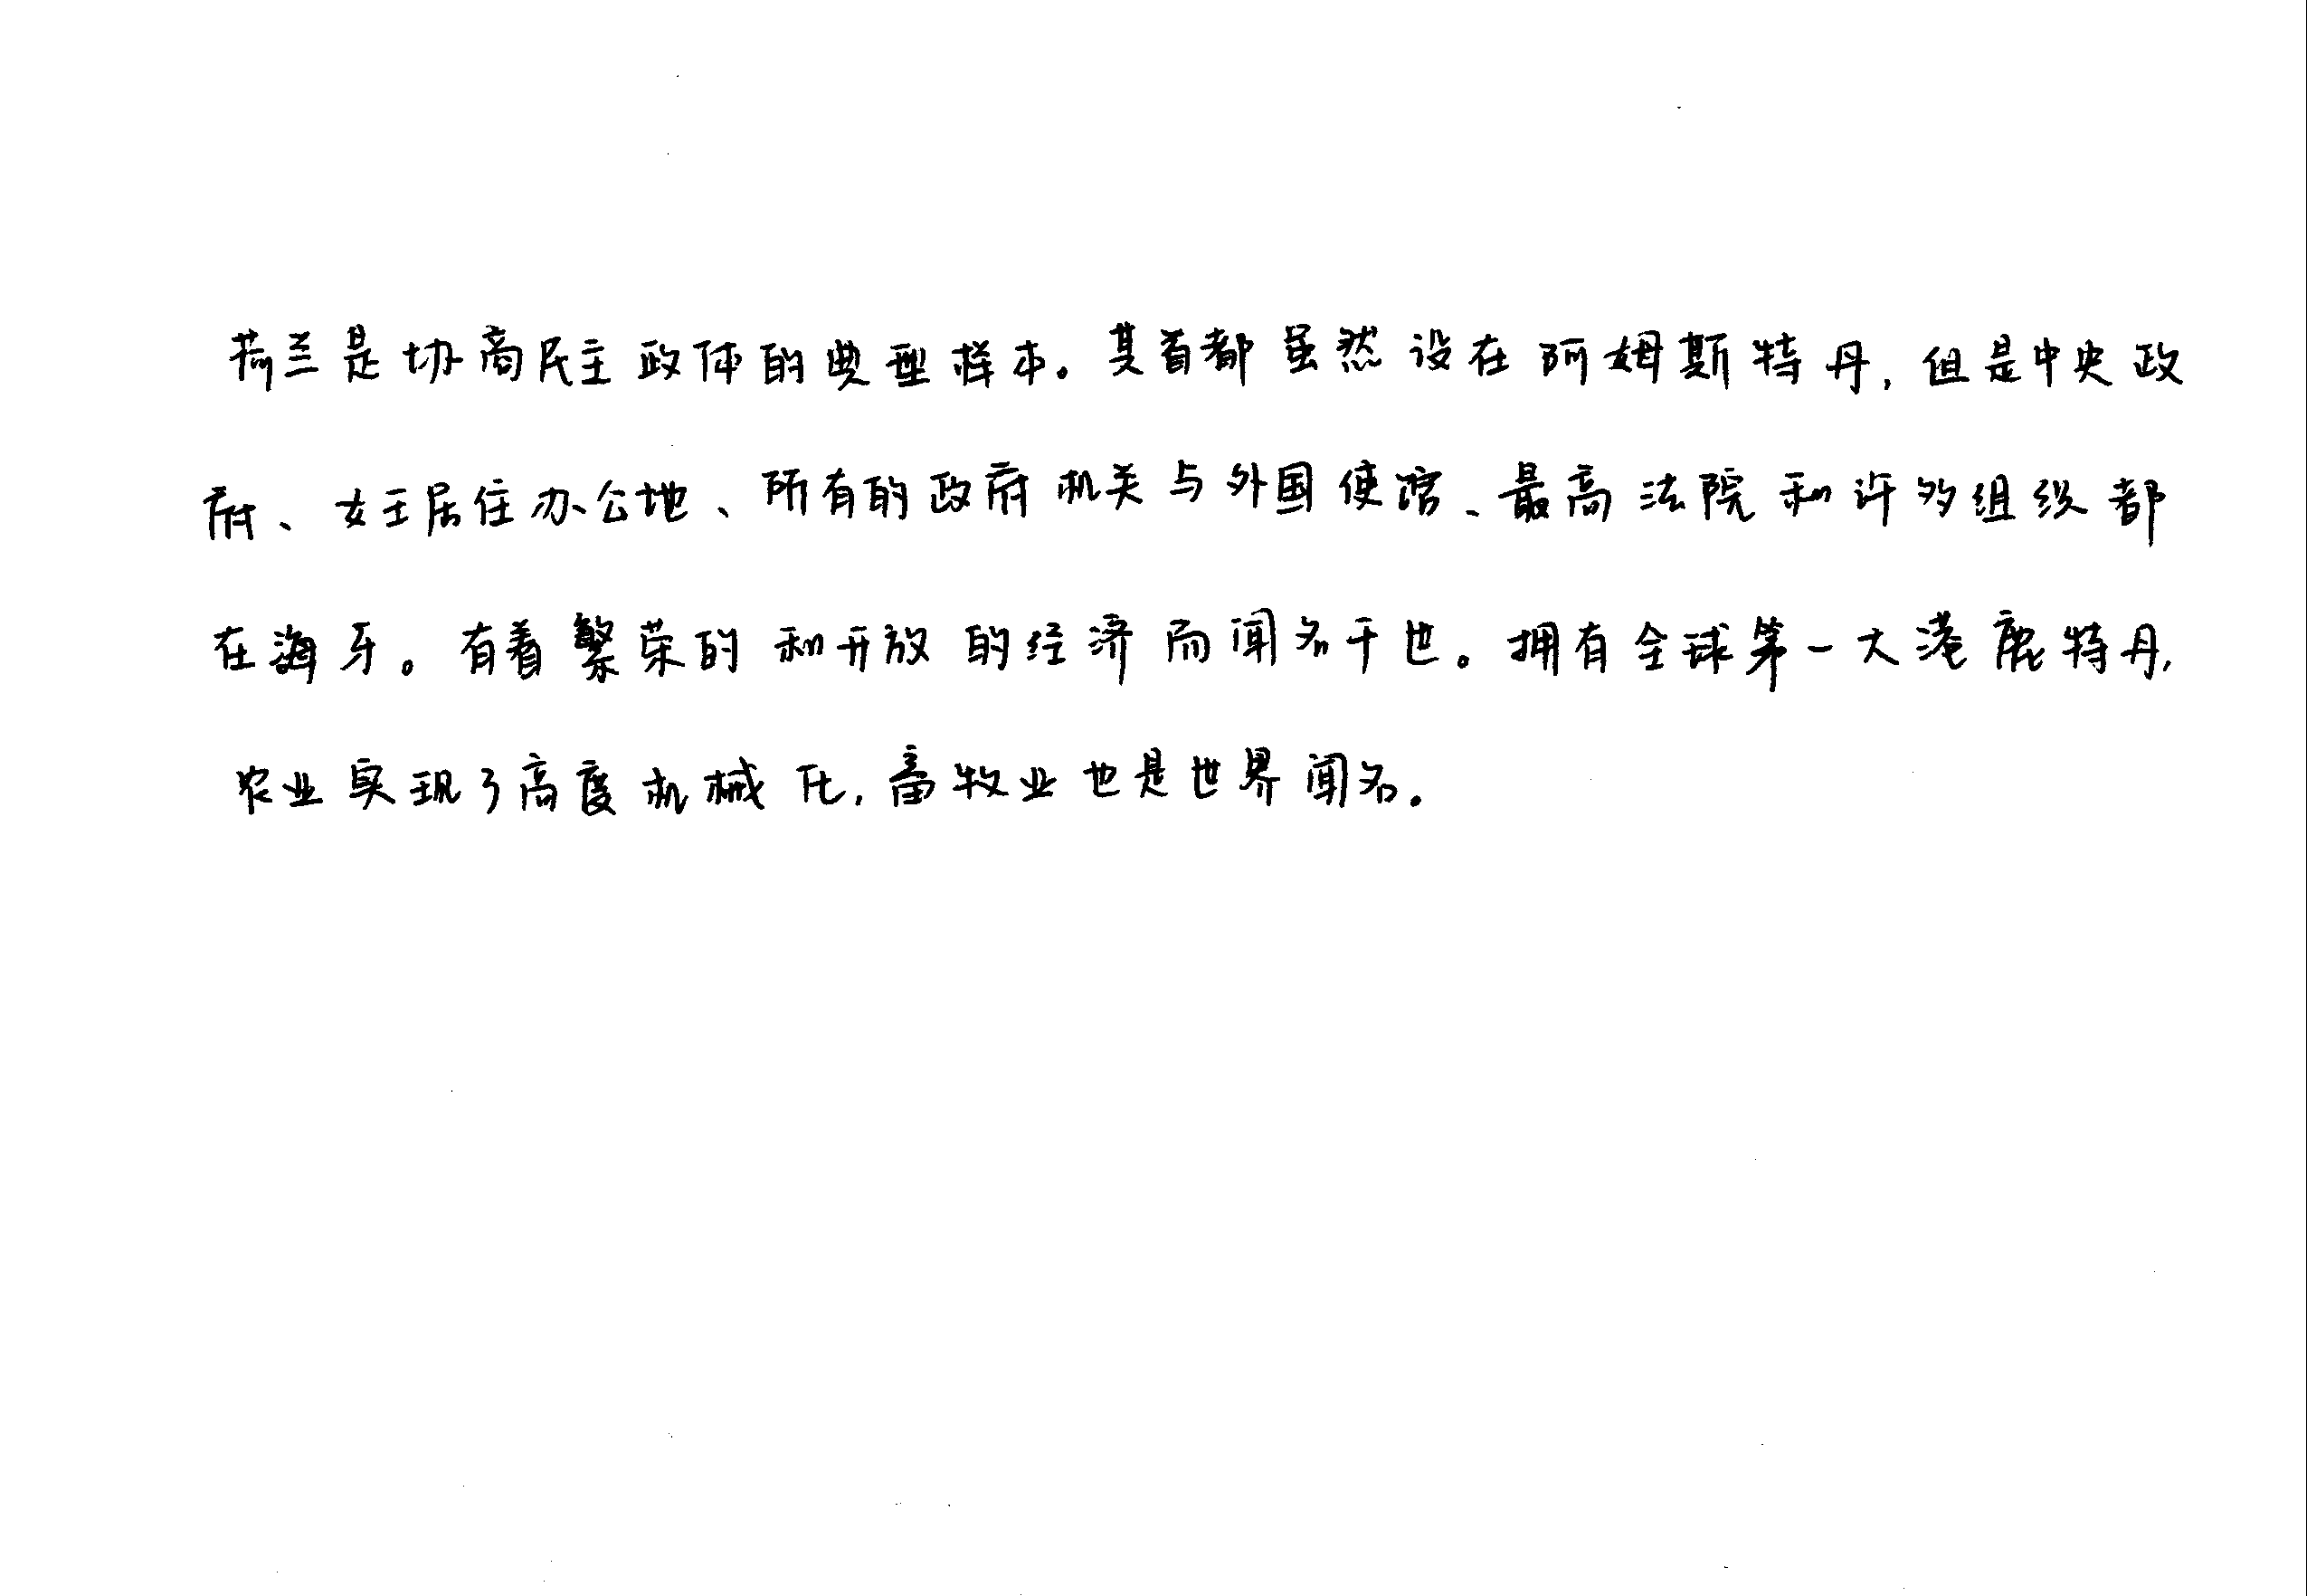 荷兰是协商民主政体的典型样本。其首都虽然设在阿姆斯特丹,但是中央政
府、女王居住办公地、所有的政府机关与外国使馆、最高法院和许多组织都
在海牙。有着繁荣的和开放的经济而闻名于世。拥有全球第一大港鹿特丹,
农业实现了高度机械化,畜牧业也是世界闻名。